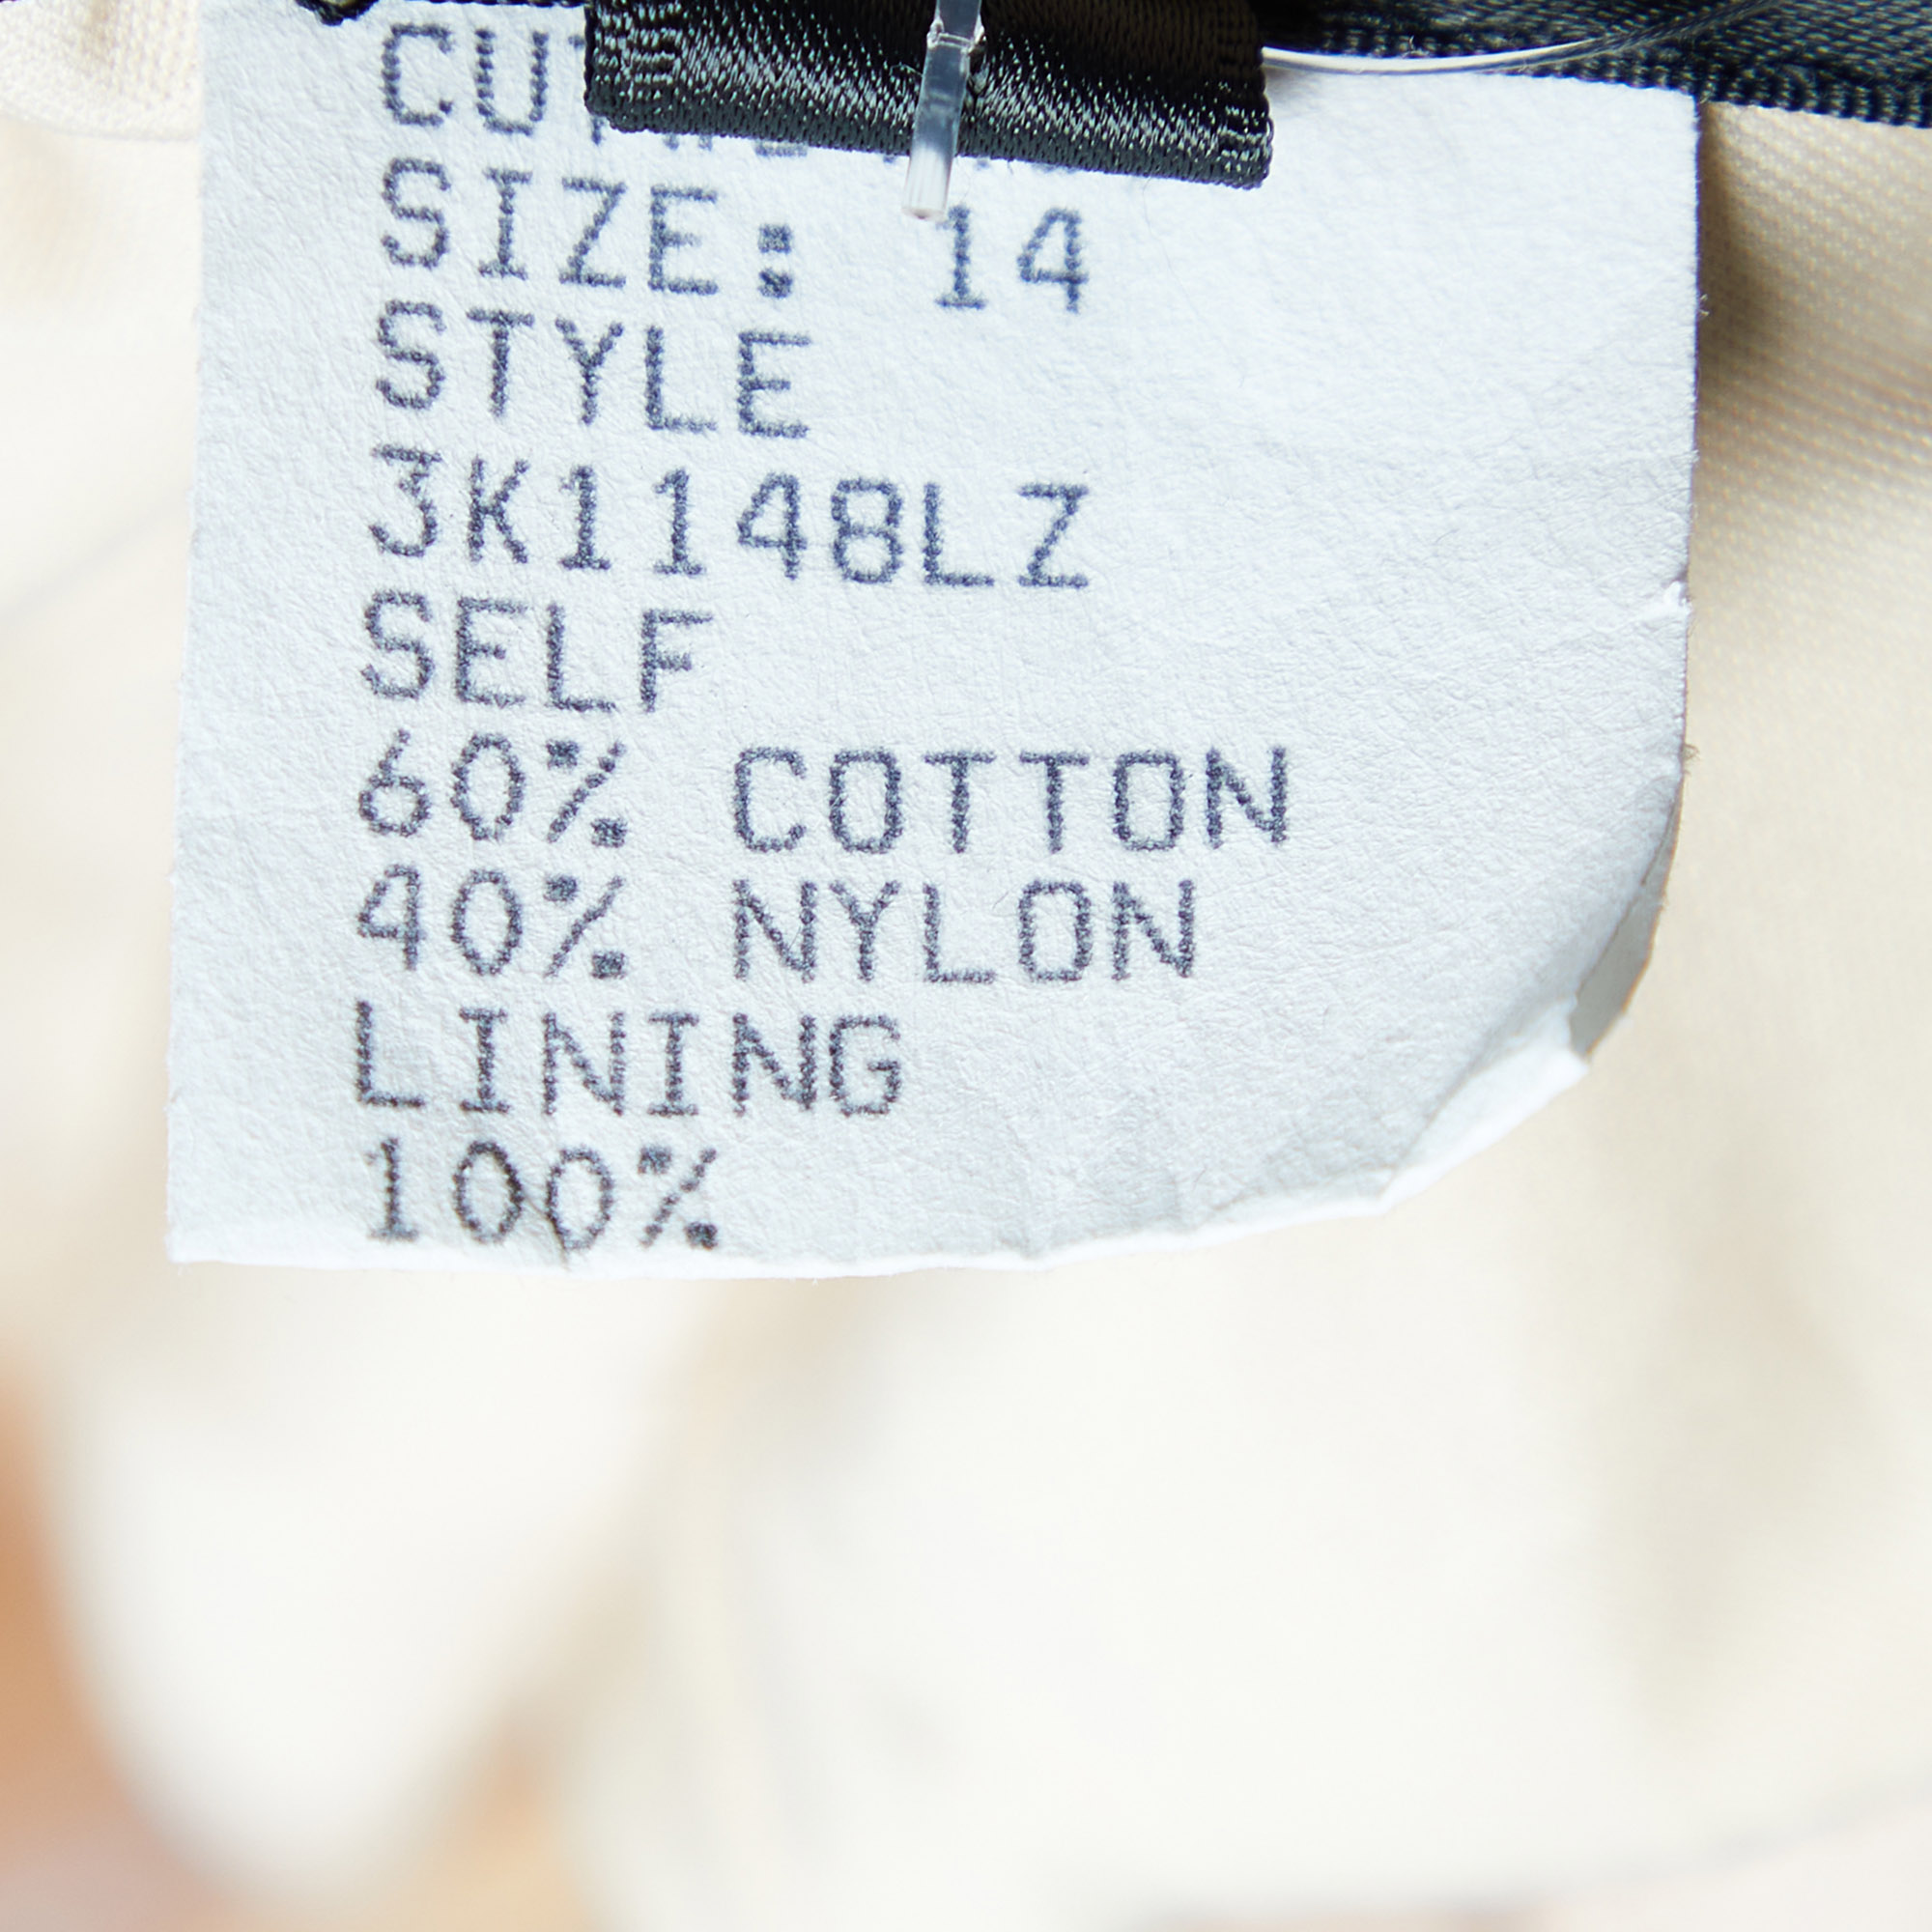 SIZE: 14
STYLE
3K1148LZ
SELF
60% COTTON
40% NYLON
LINING
100%